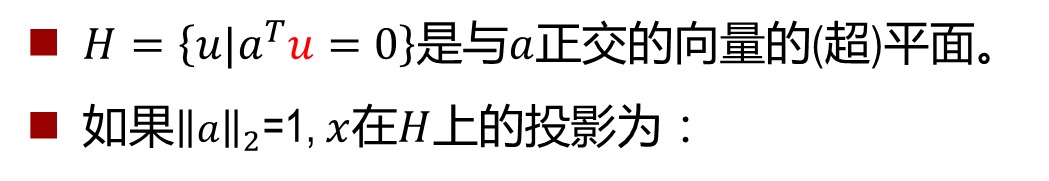 H = {u|aᵀu = 0}是与a正交的向量的(超)平面。
如果‖a‖₂=1, x在H上的投影为：